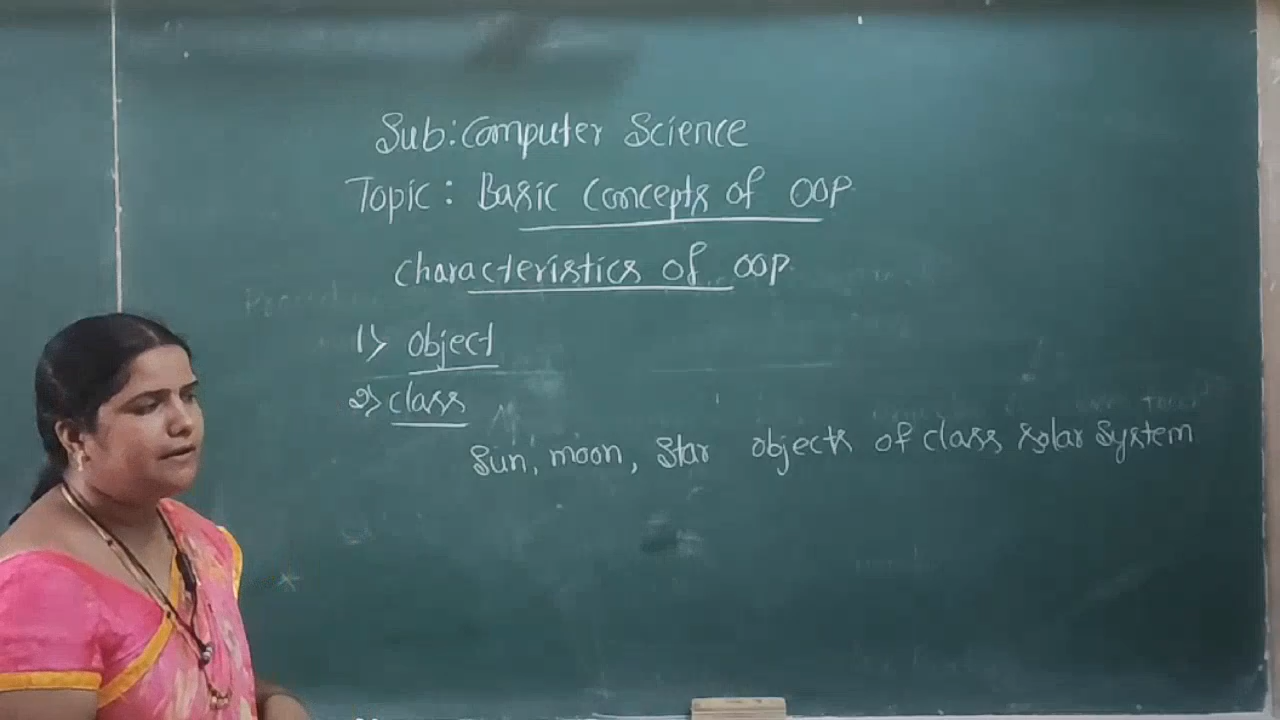 Sub: Computer Science
Topic: Basic Concepts of OOP
Characteristics of OOP
1) Object
2) class
Sun, moon, Star objects of class Solar System